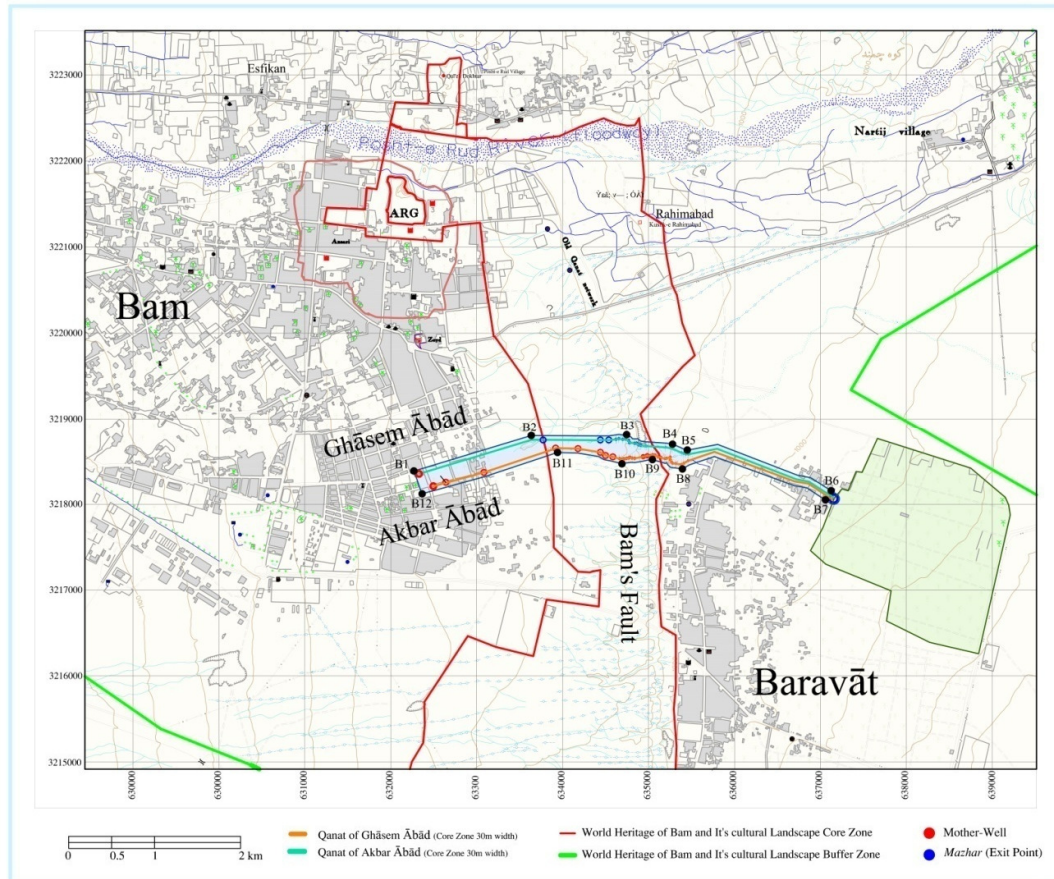 3223000
3222000
3221000
3220000
3219000
3218000
3217000
3216000
3215000
Esfikan
Posht-e Rud River (Floodway)
Nartij village
ARG
Rahimabad
Old Qanat network
Bam
Zeyd
Ghāsem Ābād
Akbar Ābād
B1
B2
B3
B4
B5
B6
B7
B8
B9
B10
B11
B12
Bam's Fault
Baravāt
630000
631000
632000
633000
634000
635000
636000
637000
638000
639000
0
0.5
1
2 km
Qanat of Ghāsem Ābād (Core Zone 30m width)
Qanat of Akbar Ābād (Core Zone 30m width)
World Heritage of Bam and It's cultural Landscape Core Zone
World Heritage of Bam and It's cultural Landscape Buffer Zone
Mother-Well
Mazhar (Exit Point)